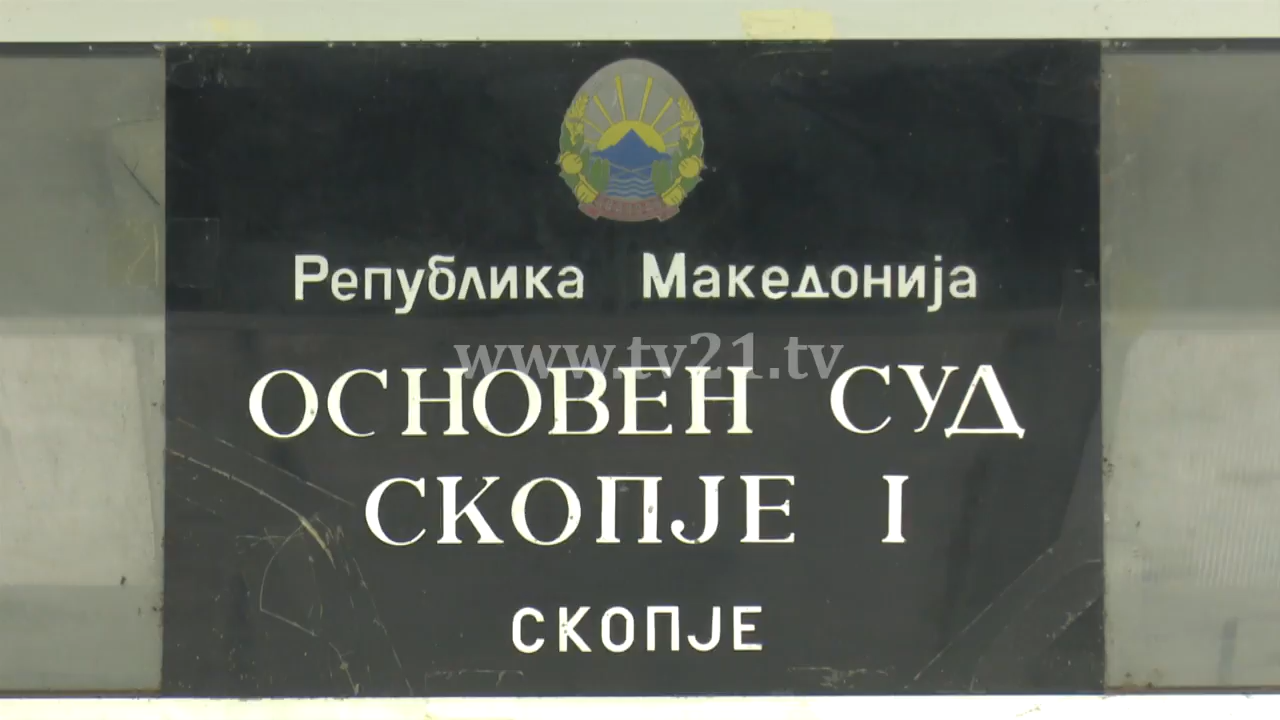 Република Македонија
www.tv21.tv
ОСНОВЕН СУД
СКОПЈЕ I
СКОПЈЕ